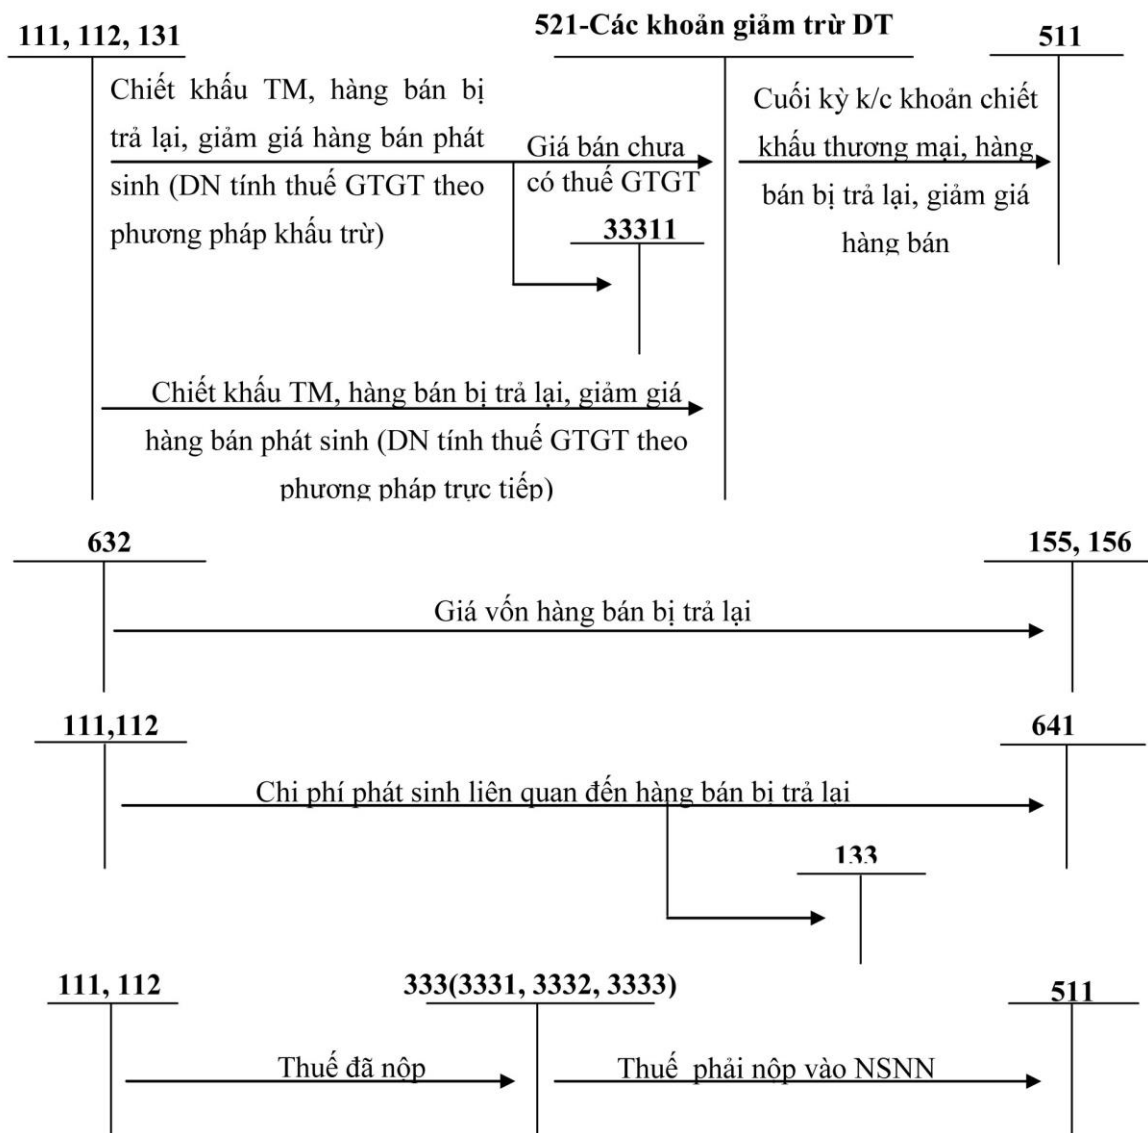 111, 112, 131
521-Các khoản giảm trừ DT
511
Chiết khấu TM, hàng bán bị
trả lại, giảm giá hàng bán phát
sinh (DN tính thuế GTGT theo
phương pháp khấu trừ)
Giá bán chưa
có thuế GTGT
33311
Cuối kỳ k/c khoản chiết
khấu thương mại, hàng
bán bị trả lại, giảm giá
hàng bán
Chiết khấu TM, hàng bán bị trả lại, giảm giá
hàng bán phát sinh (DN tính thuế GTGT theo
phương pháp trực tiếp)
632
155, 156
Giá vốn hàng bán bị trả lại
111,112
641
Chi phí phát sinh liên quan đến hàng bán bị trả lại
133
111, 112
333(3331, 3332, 3333)
511
Thuế đã nộp
Thuế phải nộp vào NSNN